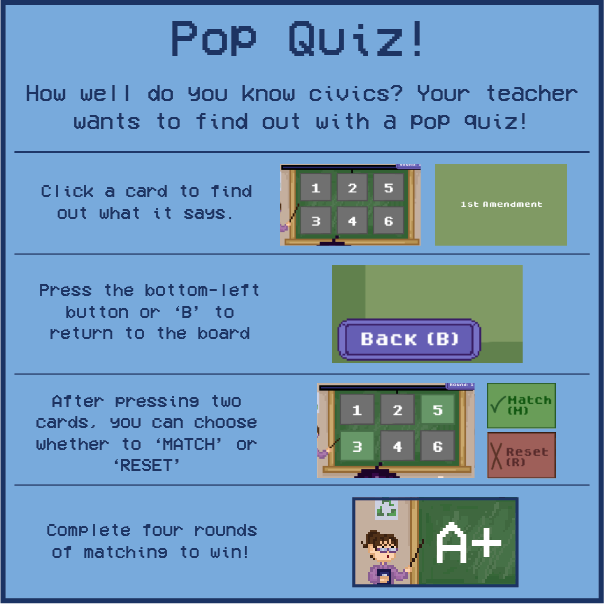 Pop Quiz!
How well do you know civics? Your teacher
wants to find out with a pop quiz!
Click a card to find
out what it says.
1 2 5
3 4 6
1st Amendment
Press the bottom-left
button or ‘B’ to
return to the board
Back (B)
After pressing two
cards, you can choose
whether to ‘MATCH’ or
‘RESET’
1 2 5
3 4 6
Match
(M)
Reset
(R)
Complete four rounds
of matching to win!
A+